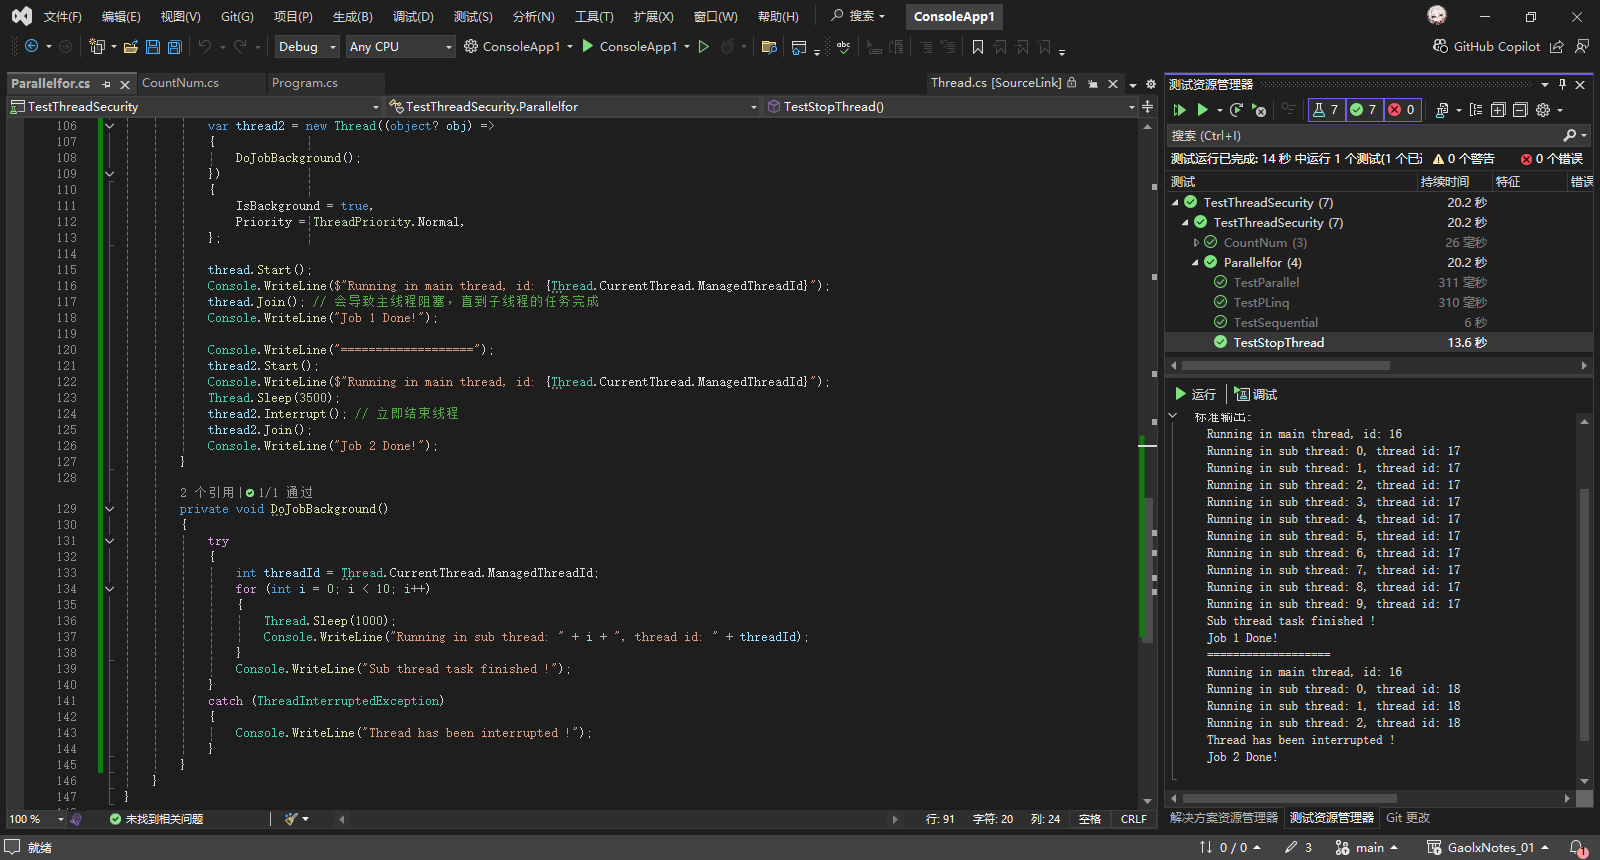 文件(F) 编辑(E) 视图(V) Git(G) 项目(P) 生成(B) 调试(D) 测试(S) 分析(N) 工具(T) 扩展(X) 窗口(W) 帮助(H) 搜索 ConsoleApp1
Debug Any CPU ConsoleApp1 ConsoleApp1 GitHub Copilot
Parallelfor.cs CountNum.cs Program.cs Thread.cs [SourceLink]
TestThreadSecurity TestThreadSecurity.Parallelfor TestStopThread()
106 var thread2 = new Thread((object? obj) =>
107 {
108 DoJobBackground();
109 })
110 {
111 IsBackground = true,
112 Priority = ThreadPriority.Normal,
113 };
114
115 thread.Start();
116 Console.WriteLine($"Running in main thread, id: {Thread.CurrentThread.ManagedThreadId}");
117 thread.Join(); // 会导致主线程阻塞，直到子线程的任务完成
118 Console.WriteLine("Job 1 Done!");
119
120 Console.WriteLine("===================");
121 thread2.Start();
122 Console.WriteLine($"Running in main thread, id: {Thread.CurrentThread.ManagedThreadId}");
123 Thread.Sleep(3500);
124 thread2.Interrupt(); // 立即结束线程
125 thread2.Join();
126 Console.WriteLine("Job 2 Done!");
127 }
128
2 个引用 | 1/1 通过
129 private void DoJobBackground()
130 {
131 try
132 {
133 int threadId = Thread.CurrentThread.ManagedThreadId;
134 for (int i = 0; i < 10; i++)
135 {
136 Thread.Sleep(1000);
137 Console.WriteLine("Running in sub thread: " + i + ", thread id: " + threadId);
138 }
139 Console.WriteLine("Sub thread task finished !");
140 }
141 catch (ThreadInterruptedException)
142 {
143 Console.WriteLine("Thread has been interrupted !");
144 }
145 }
146 }
147 }
100 % 未找到相关问题 行: 91 字符: 20 列: 24 空格 CRLF
测试资源管理器
7 7 0
搜索 (Ctrl+I)
测试运行已完成: 14 秒 中运行 1 个测试(1 个已 0 个警告 0 个错误
测试 持续时间 特征 错误
TestThreadSecurity (7) 20.2 秒
TestThreadSecurity (7) 20.2 秒
CountNum (3) 26 毫秒
Parallelfor (4) 20.2 秒
TestParallel 311 毫秒
TestPLinq 310 毫秒
TestSequential 6 秒
TestStopThread 13.6 秒
运行 调试
标准输出:
Running in main thread, id: 16
Running in sub thread: 0, thread id: 17
Running in sub thread: 1, thread id: 17
Running in sub thread: 2, thread id: 17
Running in sub thread: 3, thread id: 17
Running in sub thread: 4, thread id: 17
Running in sub thread: 5, thread id: 17
Running in sub thread: 6, thread id: 17
Running in sub thread: 7, thread id: 17
Running in sub thread: 8, thread id: 17
Running in sub thread: 9, thread id: 17
Sub thread task finished !
Job 1 Done!
===================
Running in main thread, id: 16
Running in sub thread: 0, thread id: 18
Running in sub thread: 1, thread id: 18
Running in sub thread: 2, thread id: 18
Thread has been interrupted !
Job 2 Done!
解决方案资源管理器 测试资源管理器 Git 更改
就绪 0 / 0 3 main GaolxNotes_01 1